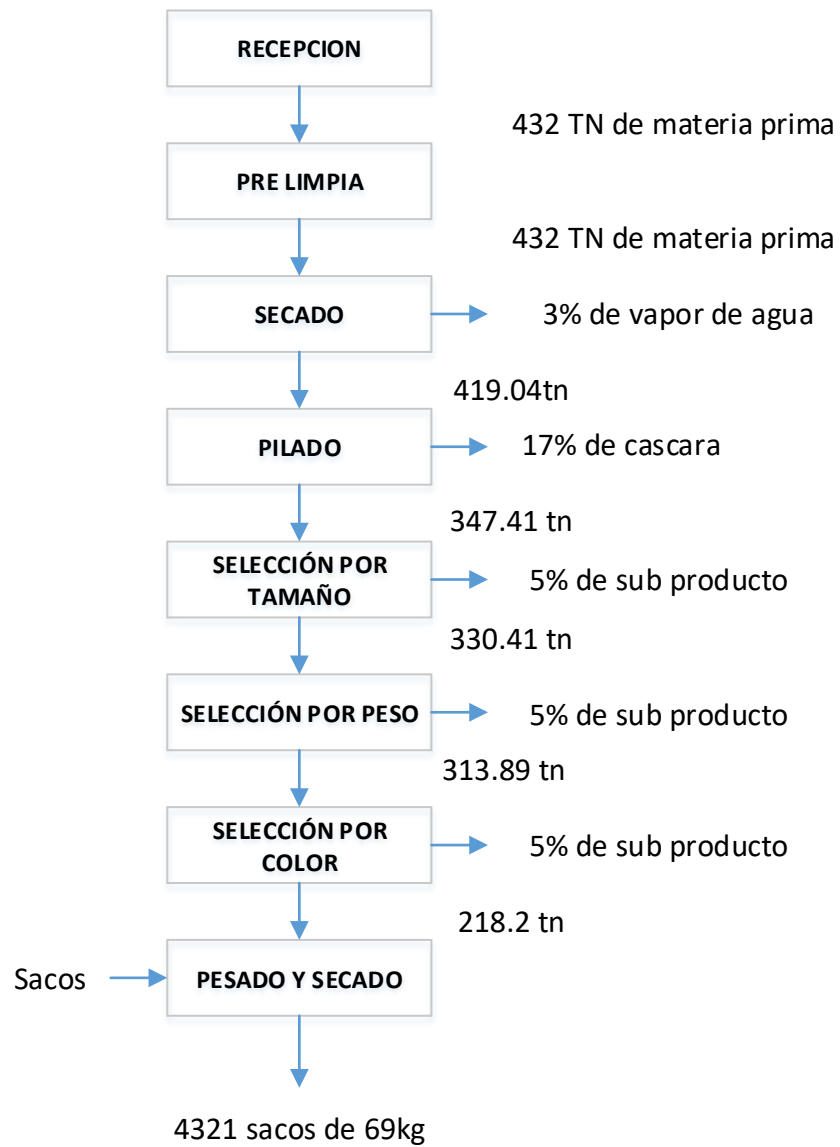 RECEPCION
432 TN de materia prima
PRE LIMPIA
432 TN de materia prima
SECADO
3% de vapor de agua
419.04tn
PILADO
17% de cascara
347.41 tn
SELECCIÓN POR
TAMAÑO
5% de sub producto
330.41 tn
SELECCIÓN POR PESO
5% de sub producto
313.89 tn
SELECCIÓN POR
COLOR
5% de sub producto
218.2 tn
Sacos
PESADO Y SECADO
4321 sacos de 69kg